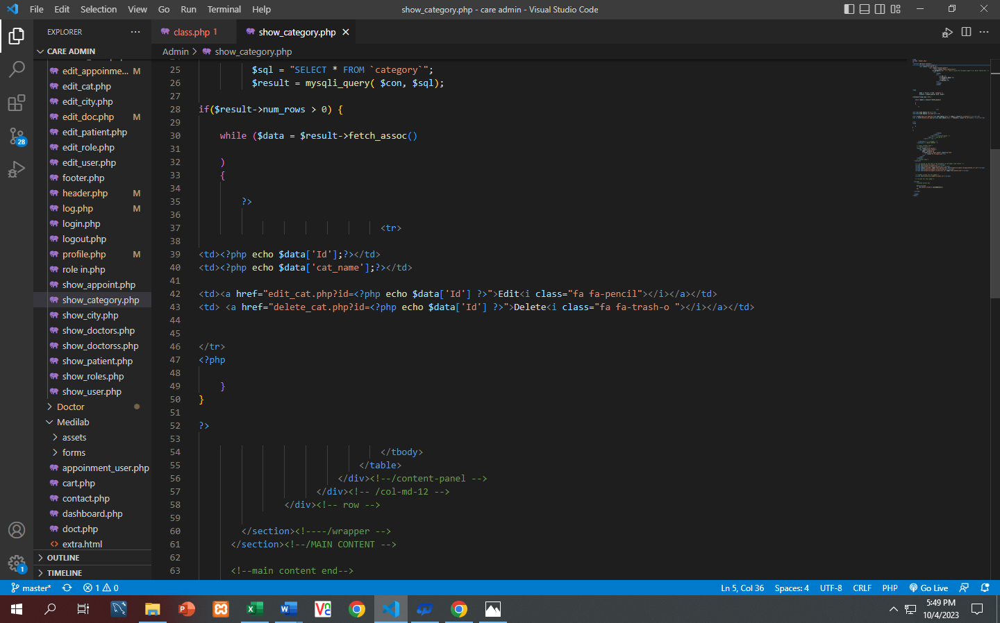 File Edit Selection View Go Run Terminal Help
show_category.php - care admin - Visual Studio Code
EXPLORER
CARE ADMIN
edit_appoinme... M
edit_cat.php
edit_city.php
edit_doc.php M
edit_patient.php
edit_role.php
edit_user.php
footer.php
header.php M
log.php M
login.php
logout.php
profile.php M
role in.php
show_appoint.php
show_category.php
show_city.php
show_doctors.php
show_doctorss.php
show_patient.php
show_roles.php
show_user.php
Doctor
Medilab
assets
forms
appoinment_user.php
cart.php
contact.php
dashboard.php
doct.php
extra.html
OUTLINE
TIMELINE
28
1
class.php 1
show_category.php
Admin > show_category.php
25 $sql = "SELECT * FROM `category`";
26 $result = mysqli_query( $con, $sql);
27
28 if($result->num_rows > 0) {
29
30 while ($data = $result->fetch_assoc()
31
32 )
33 {
34
35 ?>
36
37 <tr>
38
39 <td><?php echo $data['Id'];?></td>
40 <td><?php echo $data['cat_name'];?></td>
41
42 <td><a href="edit_cat.php?id=<?php echo $data['Id'] ?>">Edit<i class="fa fa-pencil"></i></a></td>
43 <td> <a href="delete_cat.php?id=<?php echo $data['Id'] ?>">Delete<i class="fa fa-trash-o "></i></a></td>
44
45
46 </tr>
47 <?php
48
49 }
50 }
51
52 ?>
53
54 </tbody>
55 </table>
56 </div><!--/content-panel -->
57 </div><!-- /col-md-12 -->
58 </div><!-- row -->
59
60 </section><!----/wrapper -->
61 </section><!--/MAIN CONTENT -->
62
63 <!--main content end-->
master* 1 0
Ln 5, Col 36 Spaces: 4 UTF-8 CRLF PHP Go Live
5:49 PM
10/4/2023